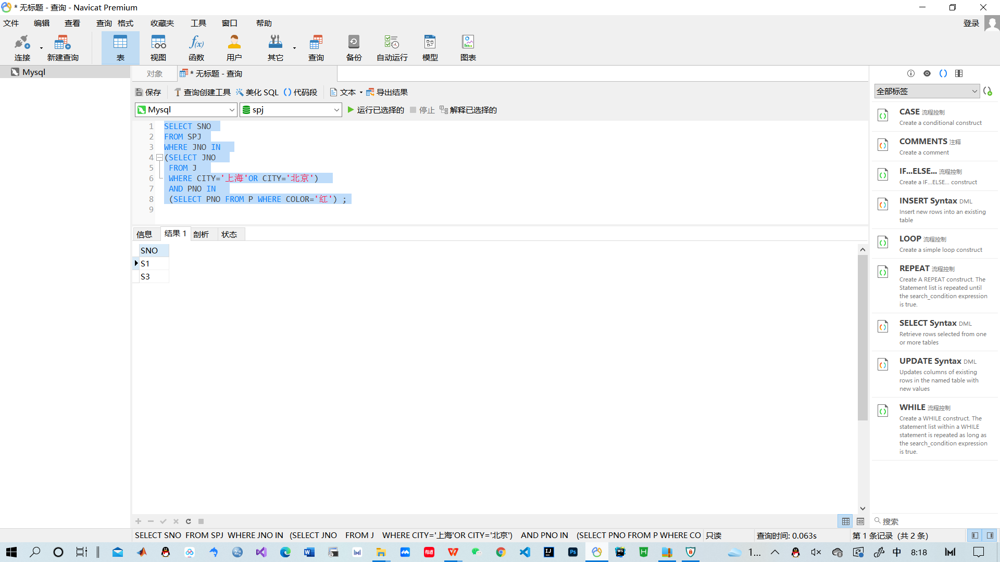 * 无标题 - 查询 - Navicat Premium
文件 编辑 查看 查询 格式 收藏夹 工具 窗口 帮助 登录
连接 新建查询 表 视图 函数 用户 其它 查询 备份 自动运行 模型 图表
Mysql
对象 * 无标题 - 查询
保存 查询创建工具 美化 SQL 代码段 文本 导出结果
Mysql spj 运行已选择的 停止 解释已选择的
1 SELECT SNO
2 FROM SPJ
3 WHERE JNO IN
4 (SELECT JNO
5 FROM J
6 WHERE CITY='上海'OR CITY='北京')
7 AND PNO IN
8 (SELECT PNO FROM P WHERE COLOR='红') ;
9
信息 结果 1 剖析 状态
SNO
S1
S3
全部标签
CASE 流程控制
Create a conditional construct
COMMENTS 注释
Create a comment
IF...ELSE... 流程控制
Create a IF...ELSE... construct
INSERT Syntax DML
Insert new rows into an existing
table
LOOP 流程控制
Create a simple loop construct
REPEAT 流程控制
Create A REPEAT construct. The
Statement list is repeated until
the search_condition expression
is true.
SELECT Syntax DML
Retrieve rows selected from one
or more tables
UPDATE Syntax DML
Updates columns of existing
rows in the named table with
new values
WHILE 流程控制
Create a WHILE construct. The
statement list within a WHILE
statement is repeated as long as
the search_condition expression
is true.
搜索
SELECT SNO FROM SPJ WHERE JNO IN (SELECT JNO FROM J WHERE CITY='上海'OR CITY='北京') AND PNO IN (SELECT PNO FROM P WHERE CO 只读 查询时间: 0.063s 第 1 条记录 (共 2 条)
1... 中 8:18